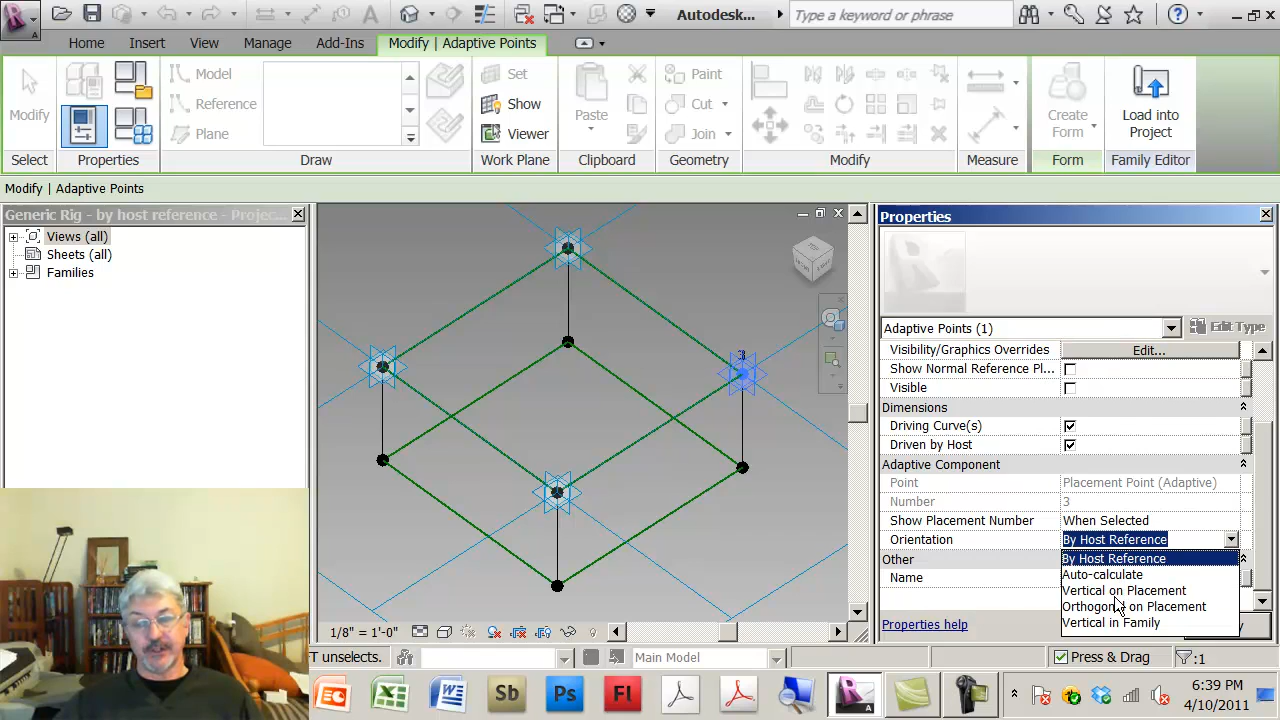 Autodesk...
Type a keyword or phrase
Home Insert View Manage Add-Ins Modify | Adaptive Points
Modify
Select
Properties
Model
Reference
Plane
Draw
Set
Show
Viewer
Work Plane
Paste
Clipboard
Paint
Cut
Join
Geometry
Modify
Measure
Create
Form
Form
Load into
Project
Family Editor
Modify | Adaptive Points
Generic Rig - by host reference - Projec...
Views (all)
Sheets (all)
Families
3
TOP
Properties
Adaptive Points (1)
Edit Type
Visibility/Graphics Overrides Edit...
Show Normal Reference Pl...
Visible
Dimensions
Driving Curve(s)
Driven by Host
Adaptive Component
Point Placement Point (Adaptive)
Number 3
Show Placement Number When Selected
Orientation By Host Reference
Other By Host Reference
Auto-calculate
Name
Vertical on Placement
Orthogonal on Placement
Vertical in Family
Properties help
1/8" = 1'-0"
T unselects.
Main Model
Press & Drag
:1
Sb Ps Fl
6:39 PM
4/10/2011